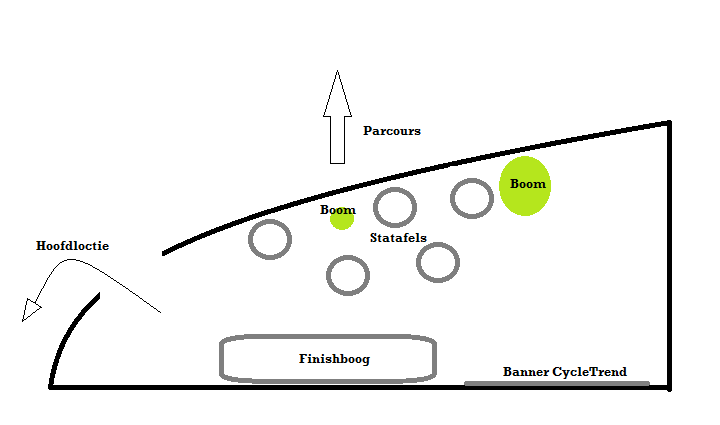 Parcours
Boom
Boom
Statafels
Hoofdloctie
Finishboog
Banner CycleTrend